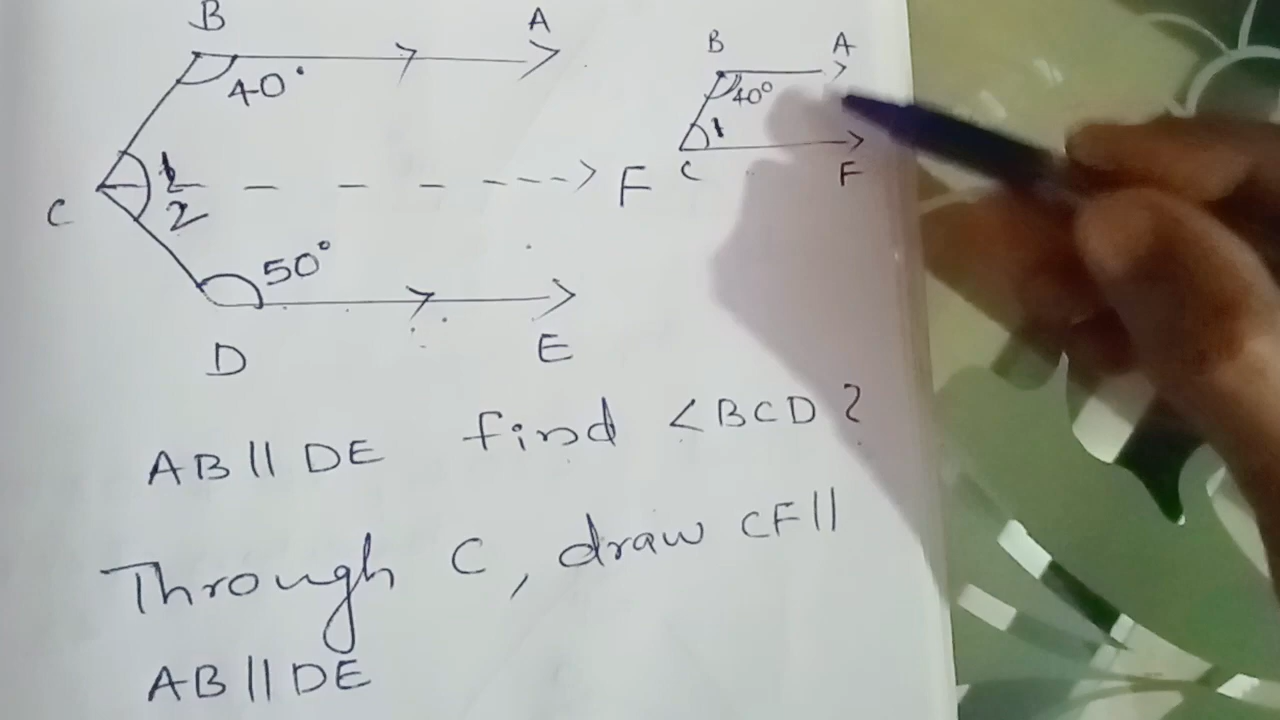 B A
40°
C 1 F
2
50°
D E
B A
40°
1
C F
AB || DE find <BCD?
Through C, draw CF ||
AB || DE